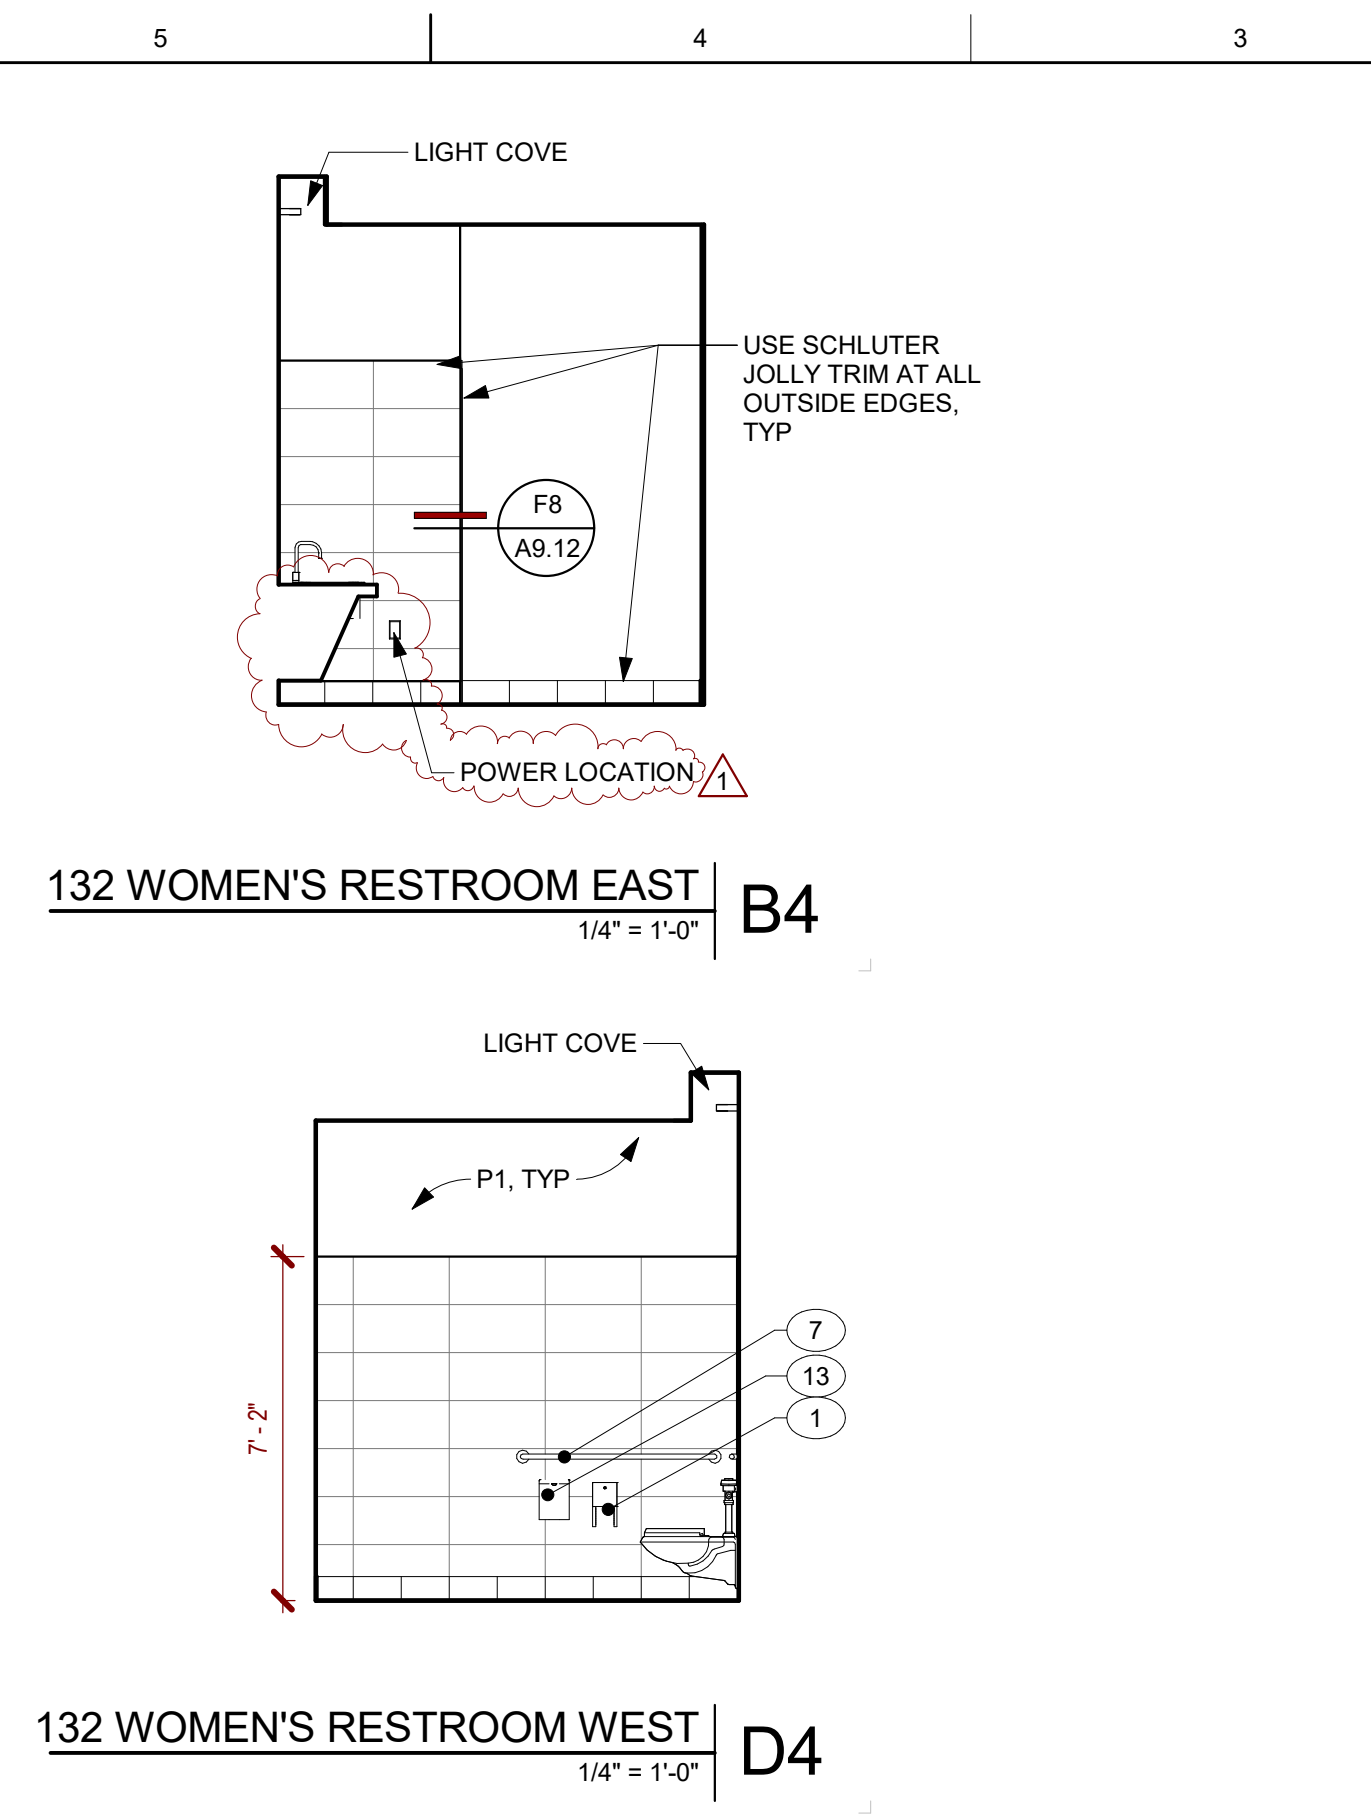 5
4
3
LIGHT COVE
USE SCHLUTER
JOLLY TRIM AT ALL
OUTSIDE EDGES,
TYP
F8
A9.12
POWER LOCATION
1
132 WOMEN'S RESTROOM EAST
B4
1/4" = 1'-0"
LIGHT COVE
P1, TYP
7
13
1
7' - 2"
132 WOMEN'S RESTROOM WEST
D4
1/4" = 1'-0"